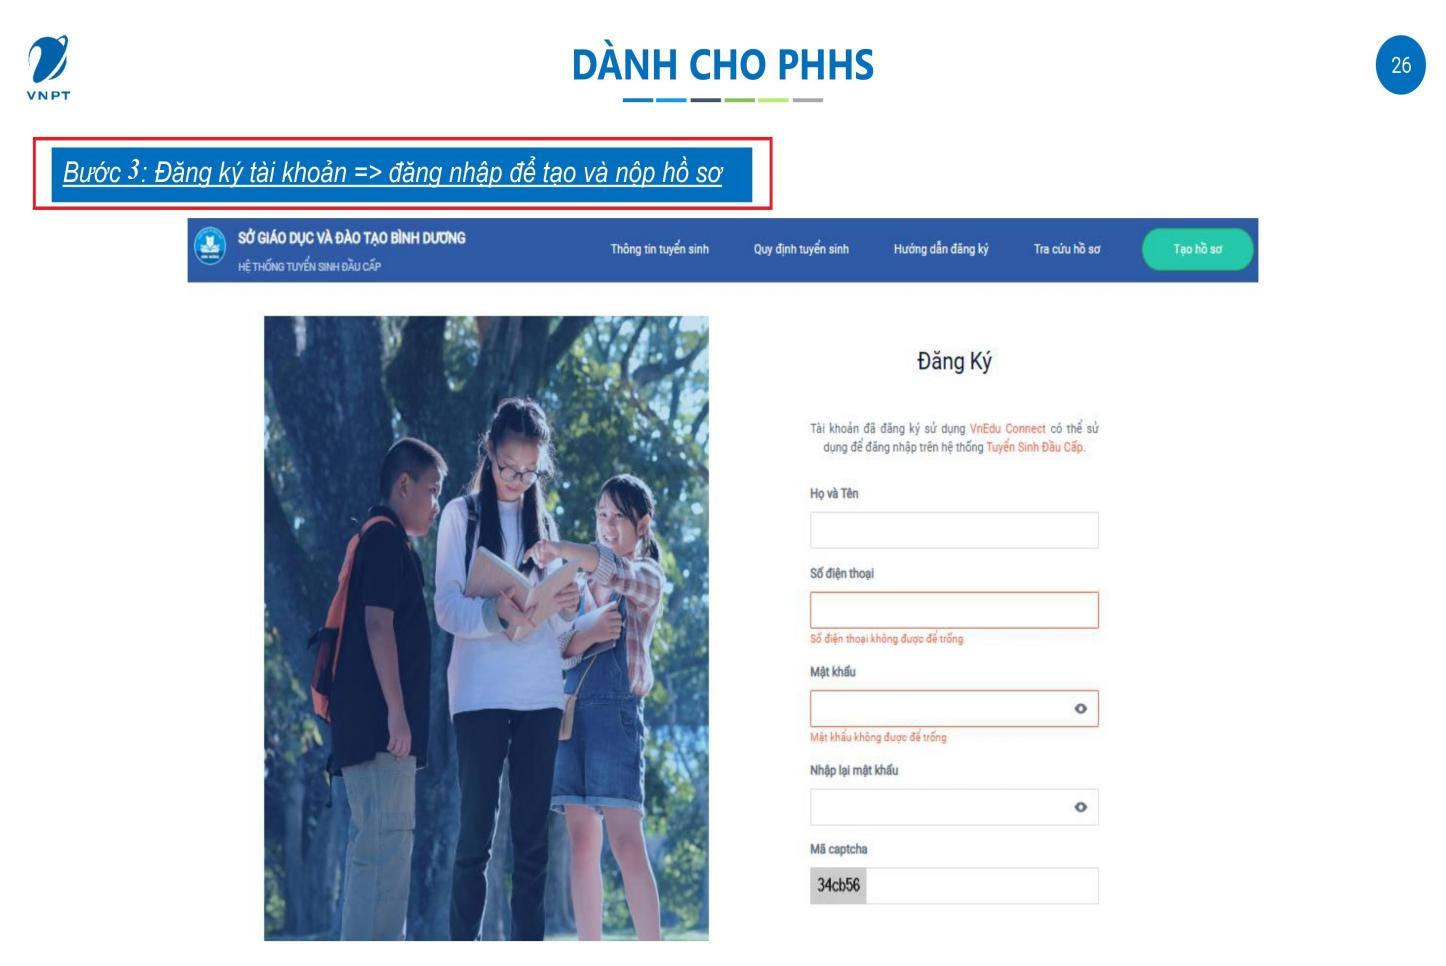 VNPT
DÀNH CHO PHHS
26
Bước 3: Đăng ký tài khoản => đăng nhập để tạo và nộp hồ sơ
SỞ GIÁO DỤC VÀ ĐÀO TẠO BÌNH DƯƠNG
HỆ THỐNG TUYỂN SINH ĐẦU CẤP
Thông tin tuyển sinh
Quy định tuyển sinh
Hướng dẫn đăng ký
Tra cứu hồ sơ
Tạo hồ sơ
Đăng Ký
Tài khoản đã đăng ký sử dụng VnEdu Connect có thể sử
dụng để đăng nhập trên hệ thống Tuyển Sinh Đầu Cấp.
Họ và Tên
Số điện thoại
Số điện thoại không được để trống
Mật khẩu
Mật khẩu không được để trống
Nhập lại mật khẩu
Mã captcha
34cb56